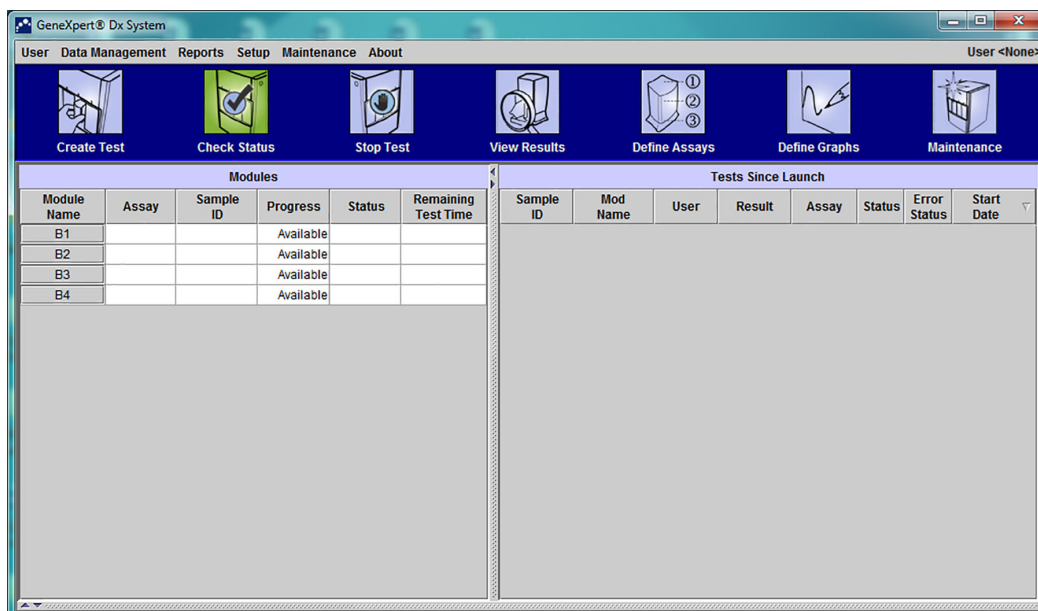 GeneXpert® Dx System
User Data Management Reports Setup Maintenance About User <None>
① ② ③
Create Test Check Status Stop Test View Results Define Assays Define Graphs Maintenance
Modules
Module Name Assay Sample ID Progress Status Remaining Test Time
B1 Available
B2 Available
B3 Available
B4 Available
Tests Since Launch
Sample ID Mod Name User Result Assay Status Error Status Start Date